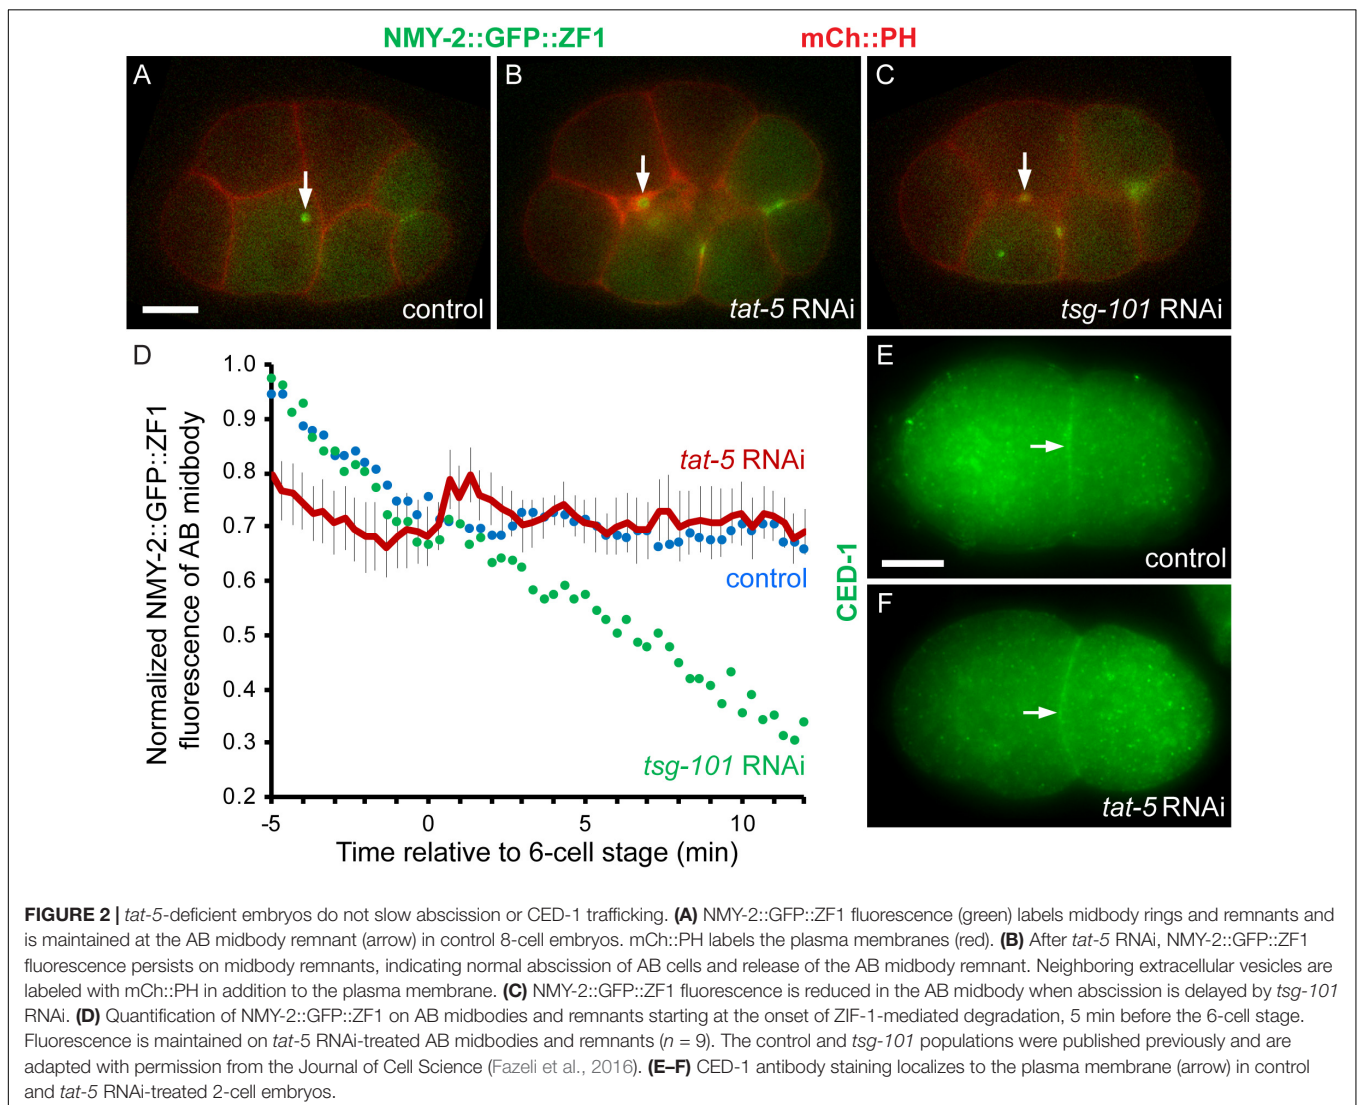 NMY-2::GFP::ZF1 mCh::PH
A B C
control tat-5 RNAi tsg-101 RNAi
D
1.0
0.9
0.8
0.7
0.6
0.5
0.4
0.3
0.2
-5 0 5 10
Time relative to 6-cell stage (min)
Normalized NMY-2::GFP::ZF1
fluorescence of AB midbody
tat-5 RNAi
control
tsg-101 RNAi
CED-1
E
control
F
tat-5 RNAi
FIGURE 2 | tat-5-deficient embryos do not slow abscission or CED-1 trafficking. (A) NMY-2::GFP::ZF1 fluorescence (green) labels midbody rings and remnants and
is maintained at the AB midbody remnant (arrow) in control 8-cell embryos. mCh::PH labels the plasma membranes (red). (B) After tat-5 RNAi, NMY-2::GFP::ZF1
fluorescence persists on midbody remnants, indicating normal abscission of AB cells and release of the AB midbody remnant. Neighboring extracellular vesicles are
labeled with mCh::PH in addition to the plasma membrane. (C) NMY-2::GFP::ZF1 fluorescence is reduced in the AB midbody when abscission is delayed by tsg-101
RNAi. (D) Quantification of NMY-2::GFP::ZF1 on AB midbodies and remnants starting at the onset of ZIF-1-mediated degradation, 5 min before the 6-cell stage.
Fluorescence is maintained on tat-5 RNAi-treated AB midbodies and remnants (n = 9). The control and tsg-101 populations were published previously and are
adapted with permission from the Journal of Cell Science (Fazeli et al., 2016). (E–F) CED-1 antibody staining localizes to the plasma membrane (arrow) in control
and tat-5 RNAi-treated 2-cell embryos.